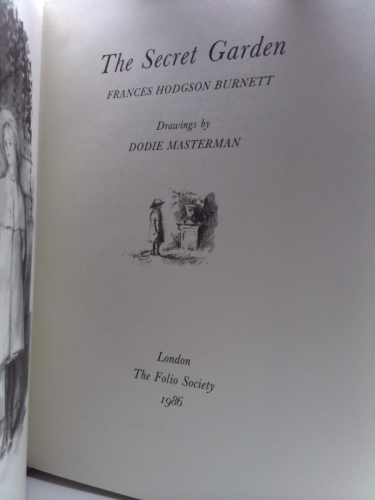 The Secret Garden
FRANCES HODGSON BURNETT
Drawings by
DODIE MASTERMAN
London
The Folio Society
1986